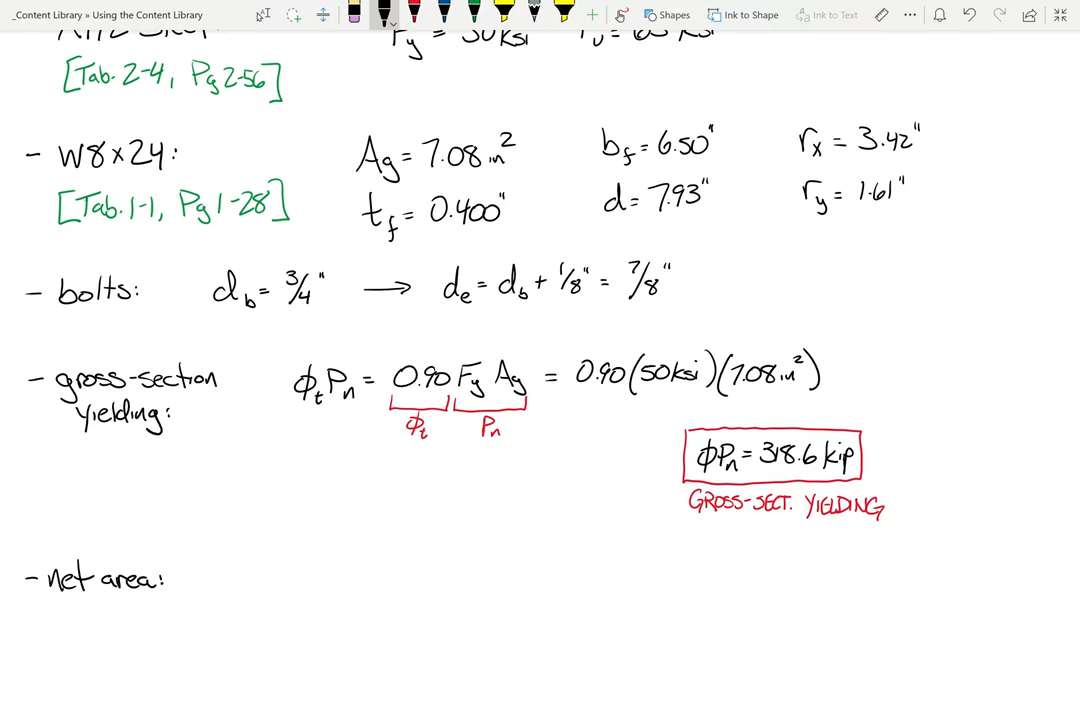 _Content Library » Using the Content Library
Shapes
Ink to Shape
Ink to Text
Fy = 50 ksi
[Tab. 2-4, Pg 2-56]
- W8×24:
Ag = 7.08 in²
bf = 6.50"
rx = 3.42"
[Tab. 1-1, Pg 1-28]
tf = 0.400"
d = 7.93"
ry = 1.61"
- bolts: db = 3/4" → de = db + 1/8" = 7/8"
- gross-section yielding:
ϕtPn = 0.90 Fy Ag = 0.90(50ksi)(7.08in²)
ϕt Pn
ϕPn = 318.6 kip
GROSS-SECT. YIELDING
- net area: